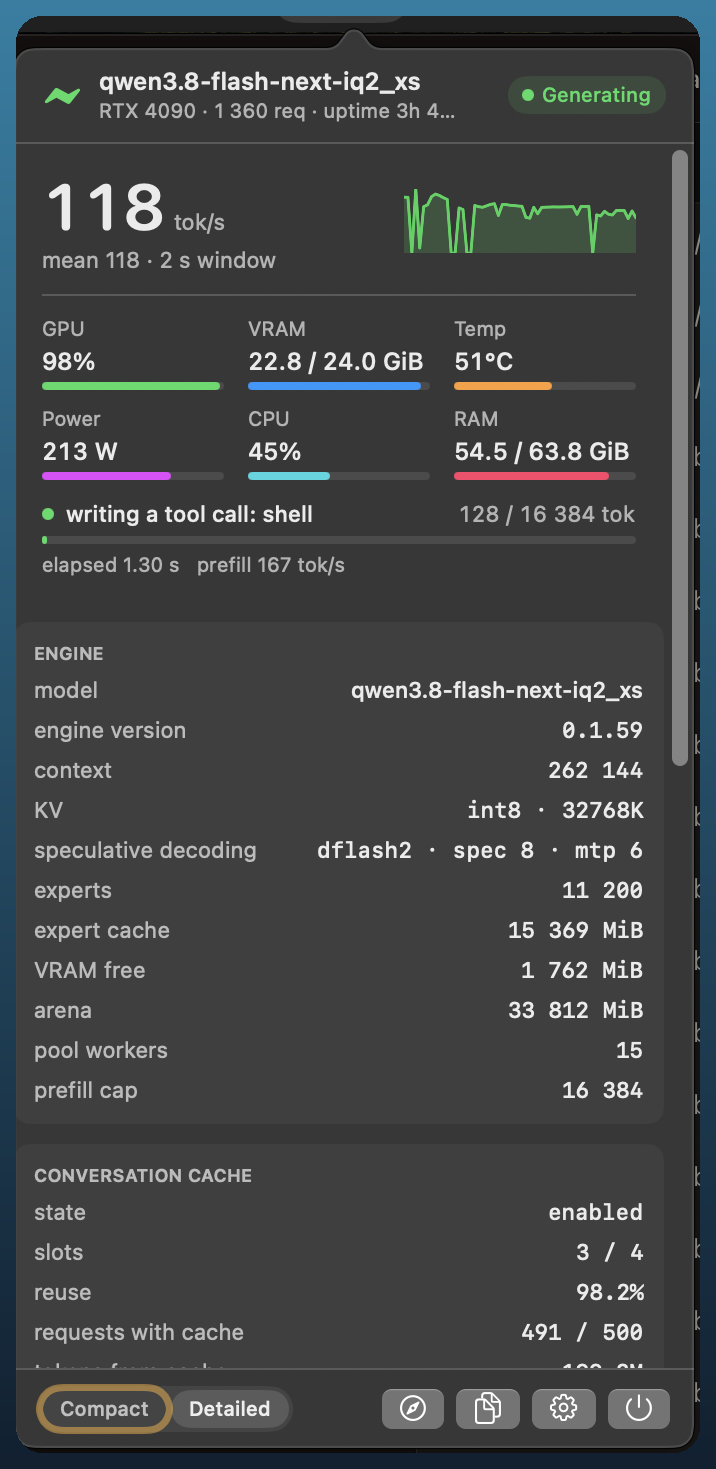 qwen3.8-flash-next-iq2_xs
RTX 4090 · 1 360 req · uptime 3h 4...
Generating
118 tok/s
mean 118 · 2 s window
GPU VRAM Temp
98% 22.8 / 24.0 GiB 51°C
Power CPU RAM
213 W 45% 54.5 / 63.8 GiB
writing a tool call: shell 128 / 16 384 tok
elapsed 1.30 s prefill 167 tok/s
ENGINE
model qwen3.8-flash-next-iq2_xs
engine version 0.1.59
context 262 144
KV int8 · 32768K
speculative decoding dflash2 · spec 8 · mtp 6
experts 11 200
expert cache 15 369 MiB
VRAM free 1 762 MiB
arena 33 812 MiB
pool workers 15
prefill cap 16 384
CONVERSATION CACHE
state enabled
slots 3 / 4
reuse 98.2%
requests with cache 491 / 500
Compact Detailed